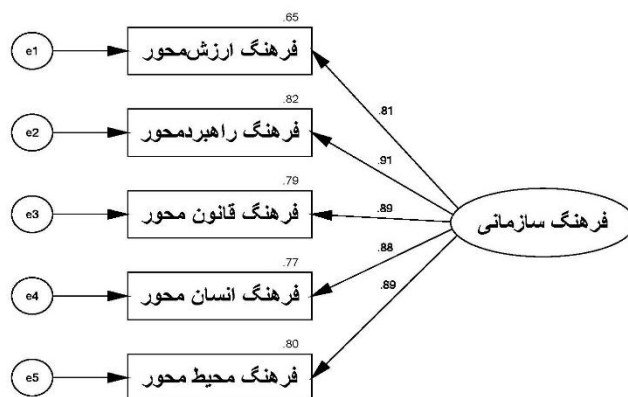 .65
e1
فرهنگ ارزش‌محور
.81
.82
e2
فرهنگ راهبردمحور
.91
.79
e3
فرهنگ قانون محور
.89
فرهنگ سازمانی
.77
e4
فرهنگ انسان محور
.88
.80
e5
فرهنگ محیط محور
.89